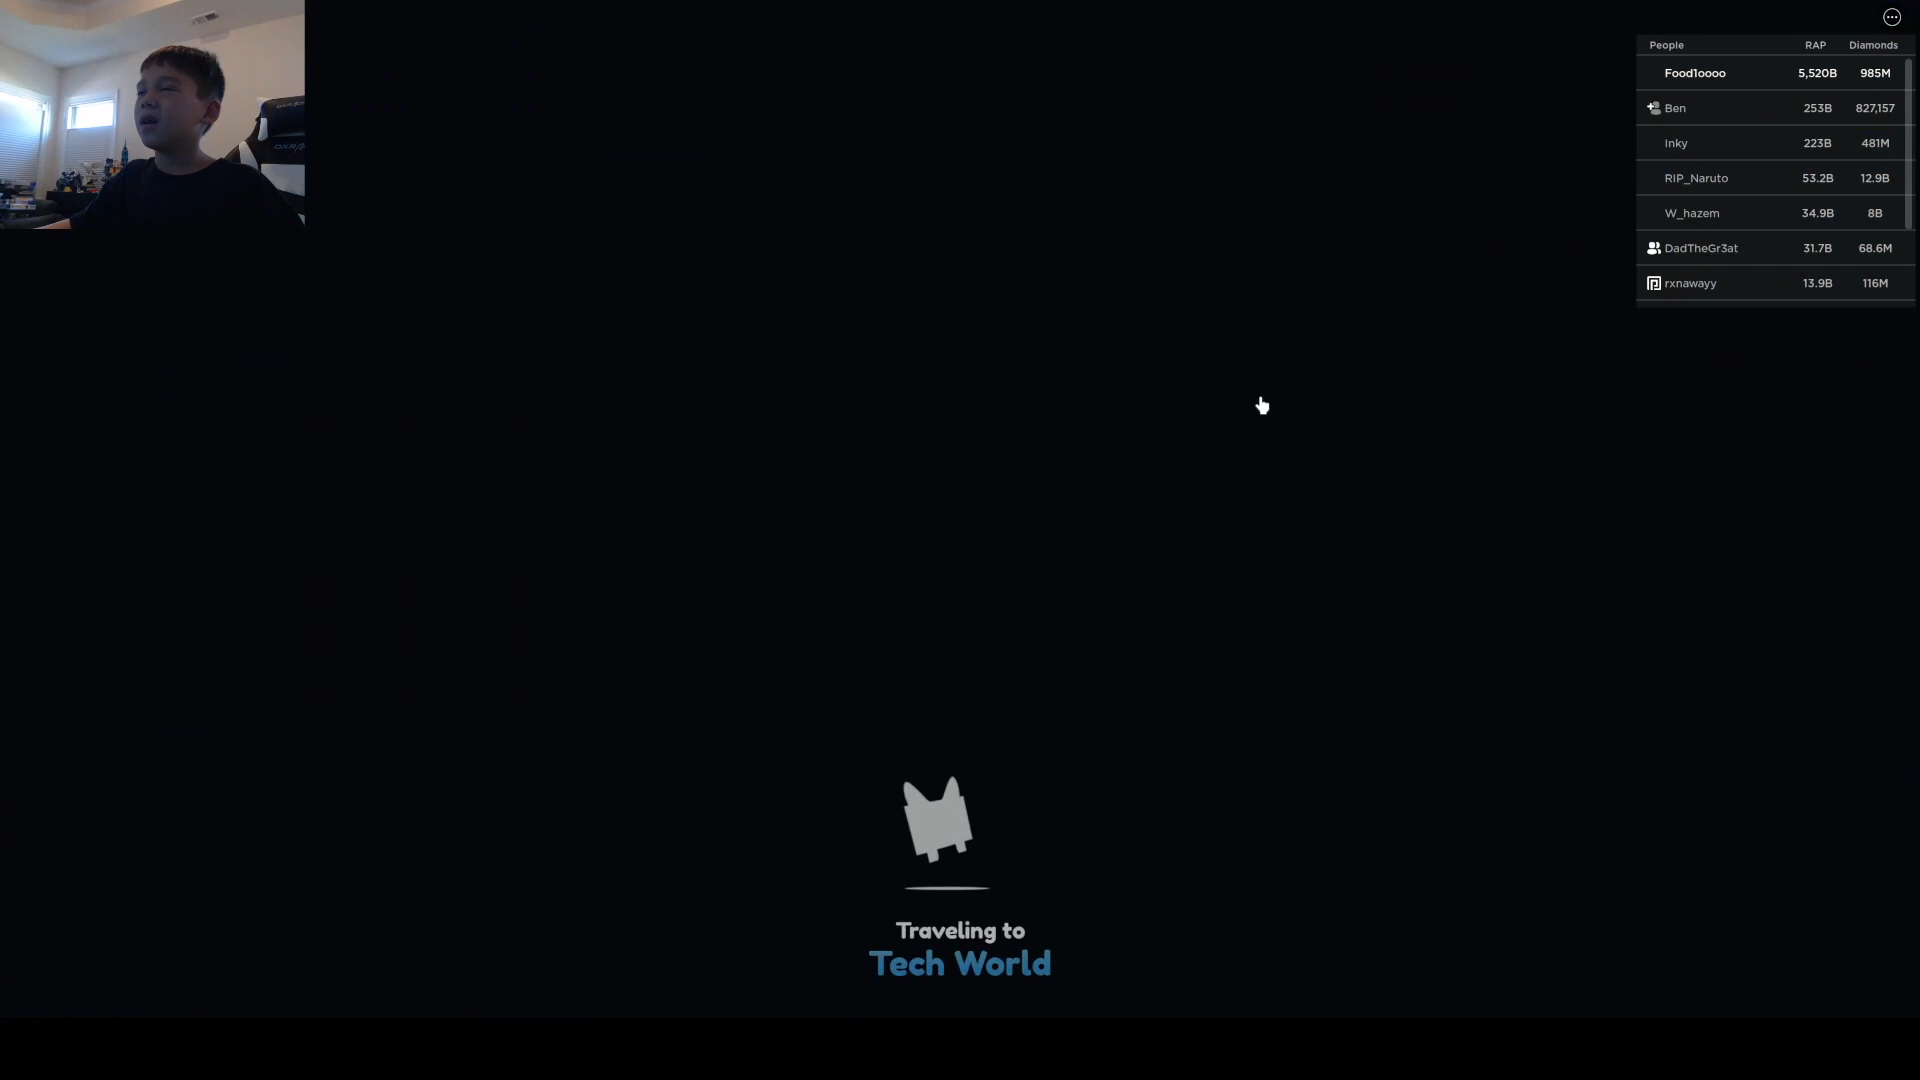 People RAP Diamonds
Food1oooo 5,520B 985M
Ben 253B 827,157
Inky 223B 481M
RIP_Naruto 53.2B 12.9B
W_hazem 34.9B 8B
DadTheGr3at 31.7B 68.6M
rxnawayy 13.9B 116M
Traveling to
Tech World